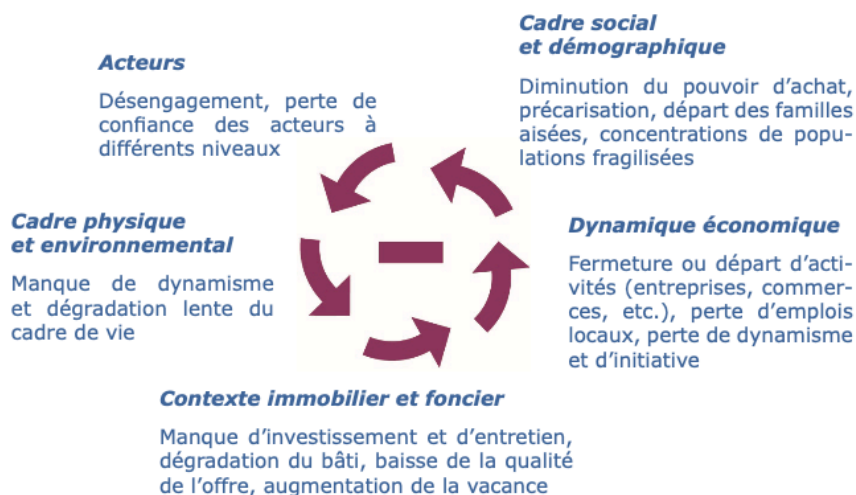 Cadre social
et démographique
Diminution du pouvoir d’achat,
précarisation, départ des familles
aisées, concentrations de popu-
lations fragilisées
Acteurs
Désengagement, perte de
confiance des acteurs à
différents niveaux
Cadre physique
et environnemental
Manque de dynamisme
et dégradation lente du
cadre de vie
Dynamique économique
Fermeture ou départ d’acti-
vités (entreprises, commer-
ces, etc.), perte d’emplois
locaux, perte de dynamisme
et d’initiative
Contexte immobilier et foncier
Manque d’investissement et d’entretien,
dégradation du bâti, baisse de la qualité
de l’offre, augmentation de la vacance